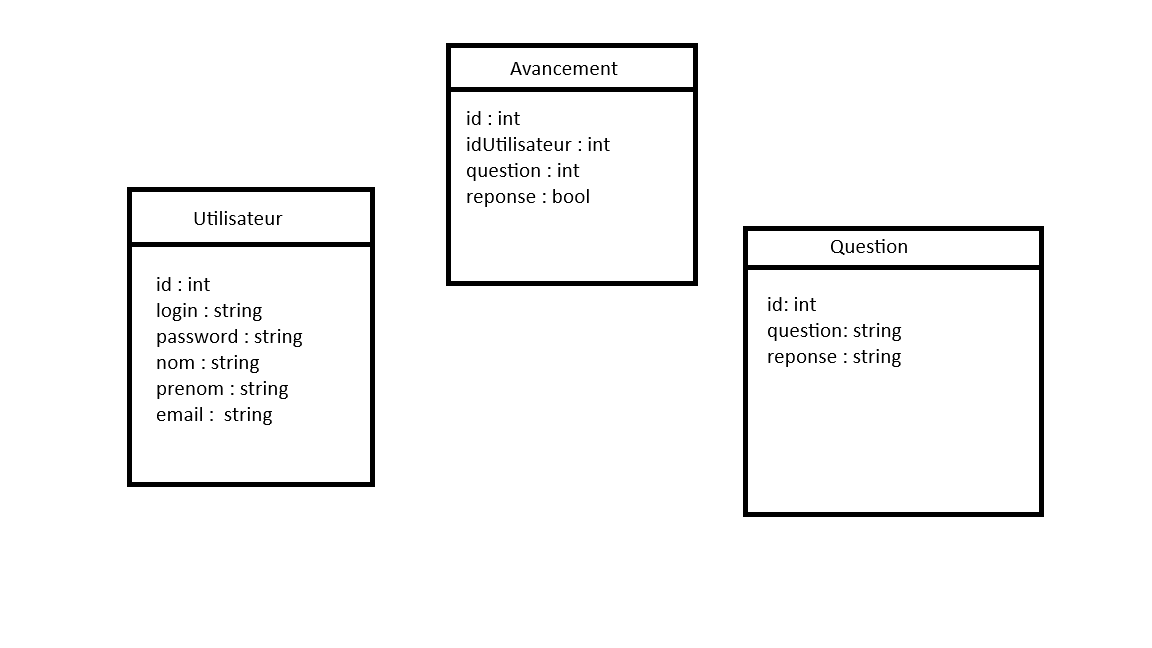 Avancement
id : int
idUtilisateur : int
question : int
reponse : bool
Utilisateur
id : int
login : string
password : string
nom : string
prenom : string
email :  string
Question
id: int
question: string
reponse : string